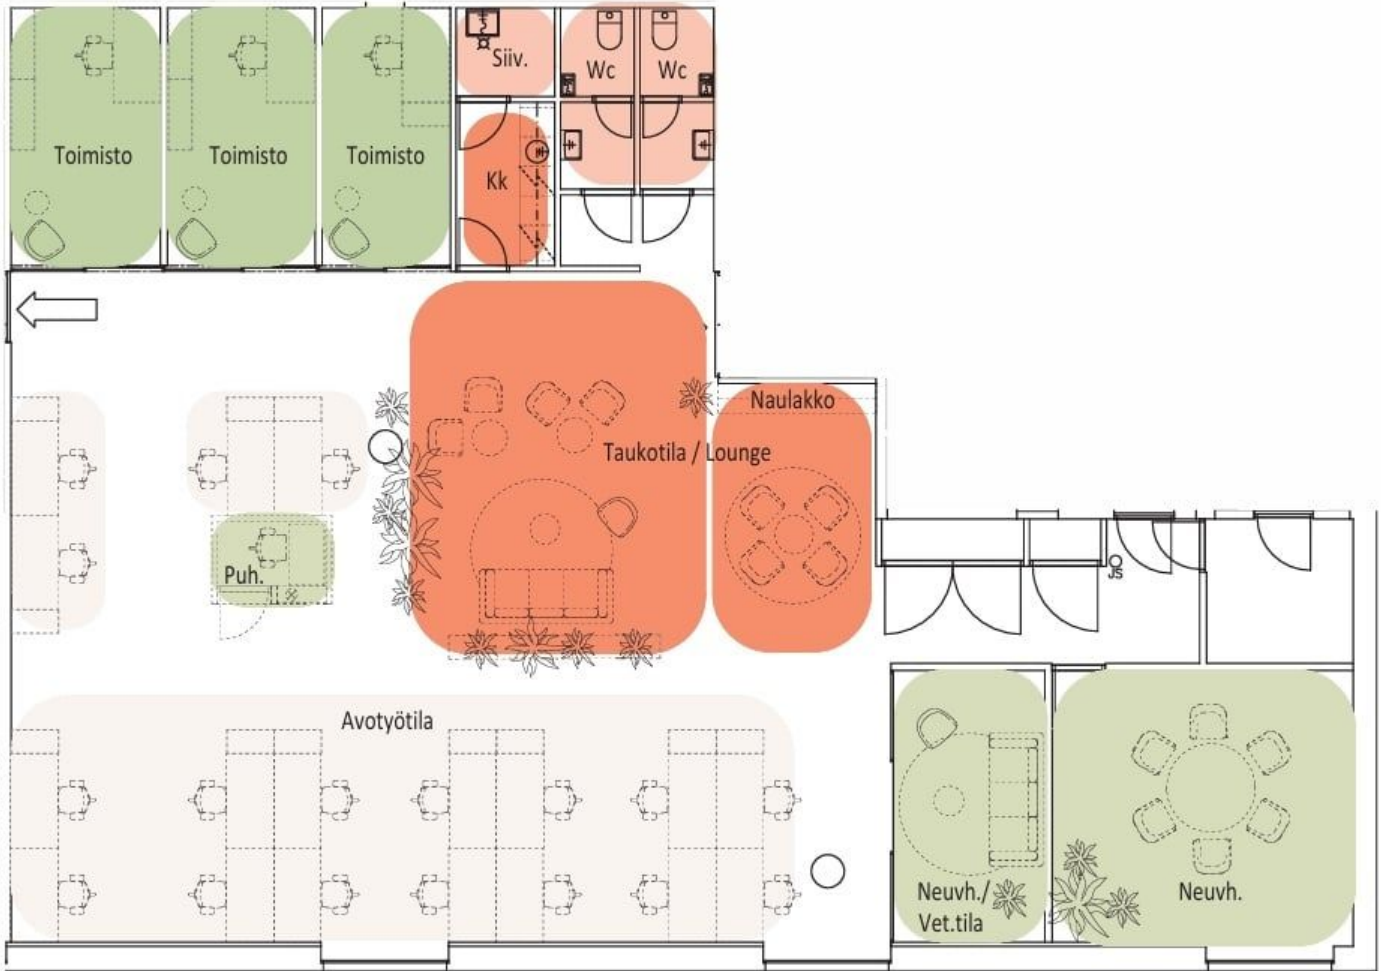 Siiv.
Wc
Wc
Toimisto
Toimisto
Toimisto
Kk
Naulakko
Taukotila / Lounge
Puh.
JS
Avotyötila
Neuvh./
Vet.tila
Neuvh.